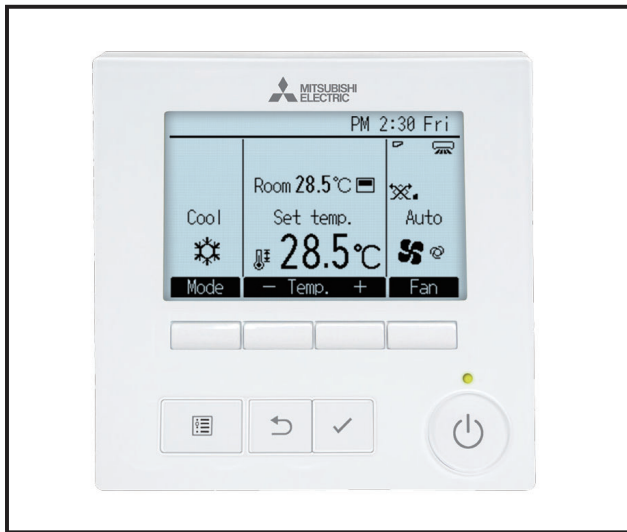 MITSUBISHI
ELECTRIC
PM 2:30 Fri
Room 28.5℃
Cool
Set temp.
Auto
28.5℃
Mode
− Temp. +
Fan